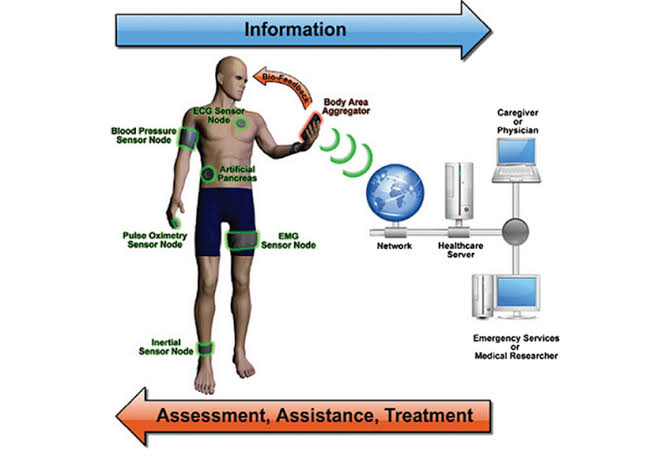 Information
Bio-Feedback
Body Area
Aggregator
ECG Sensor
Node
Blood Pressure
Sensor Node
Artificial
Pancreas
Pulse Oximetry
Sensor Node
EMG
Sensor Node
Inertial
Sensor Node
Caregiver
or
Physician
Network
Healthcare
Server
Emergency Services
or
Medical Researcher
Assessment, Assistance, Treatment